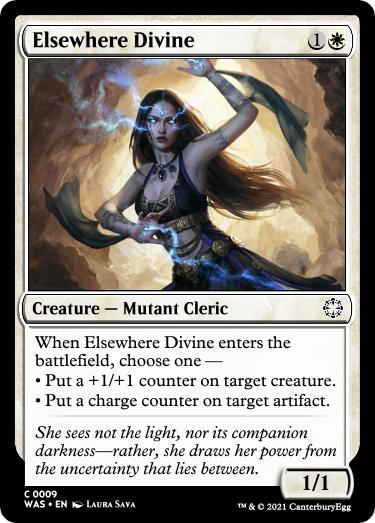 Elsewhere Divine 1
Creature — Mutant Cleric
When Elsewhere Divine enters the
battlefield, choose one —
• Put a +1/+1 counter on target creature.
• Put a charge counter on target artifact.
She sees not the light, nor its companion
darkness—rather, she draws her power from
the uncertainty that lies between.
1/1
C 0009
WAS • EN Laura Sava
™ & © 2021 CanterburyEgg